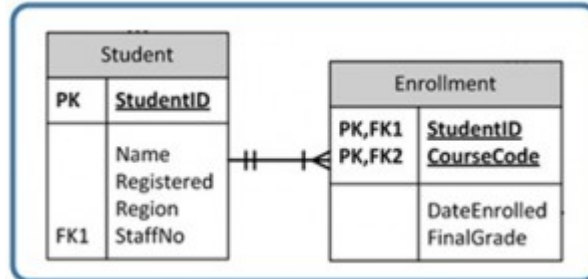 Student
PK StudentID
Name
Registered
Region
FK1 StaffNo
Enrollment
PK,FK1 StudentID
PK,FK2 CourseCode
DateEnrolled
FinalGrade